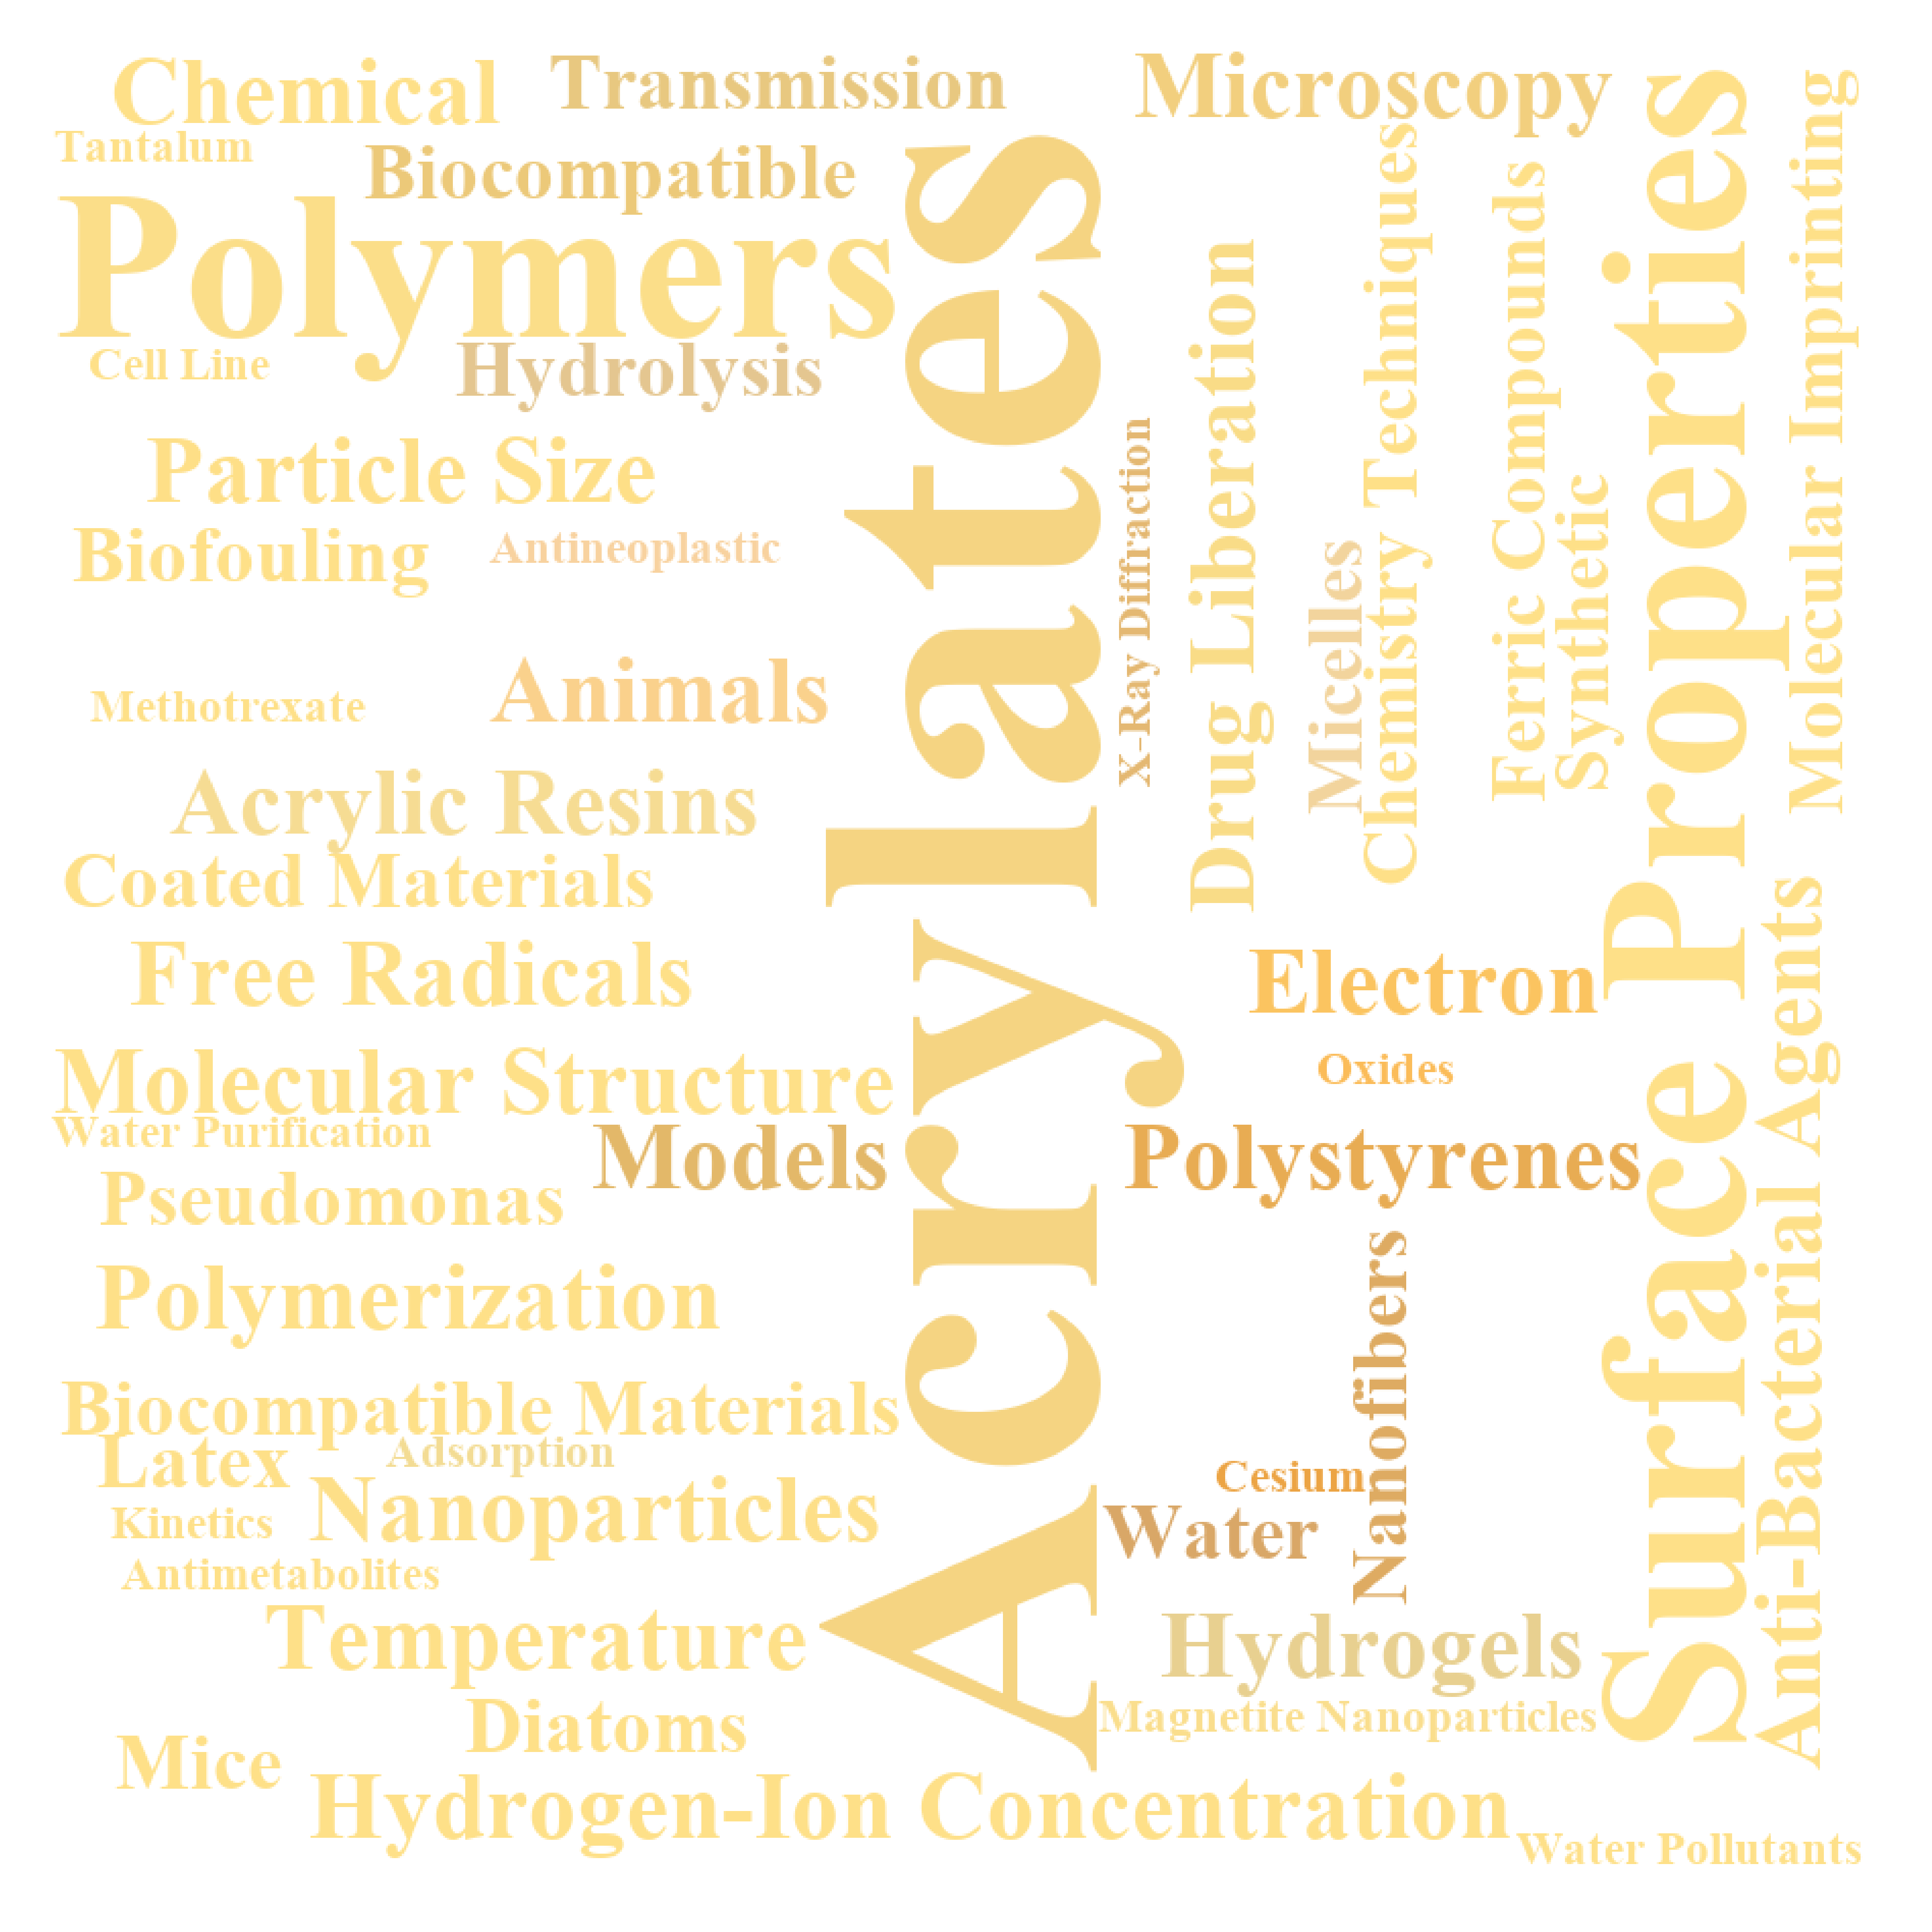 Chemical
Transmission
Microscopy
Tantalum
Biocompatible
Polymers
Cell Line
Hydrolysis
Particle Size
Biofouling
Antineoplastic
Methotrexate
Animals
Acrylic Resins
Coated Materials
Free Radicals
Molecular Structure
Water Purification
Models
Pseudomonas
Polymerization
Biocompatible Materials
Latex
Adsorption
Kinetics
Nanoparticles
Antimetabolites
Temperature
Diatoms
Mice
Hydrogen-Ion Concentration
Acrylates
X-Ray Diffraction
Drug Liberation
Micelles
Chemistry Techniques
Ferric Compounds
Synthetic
Surface Properties
Molecular Imprinting
Anti-Bacterial Agents
Electron
Oxides
Polystyrenes
Nanofibers
Cesium
Water
Hydrogels
Magnetite Nanoparticles
Water Pollutants